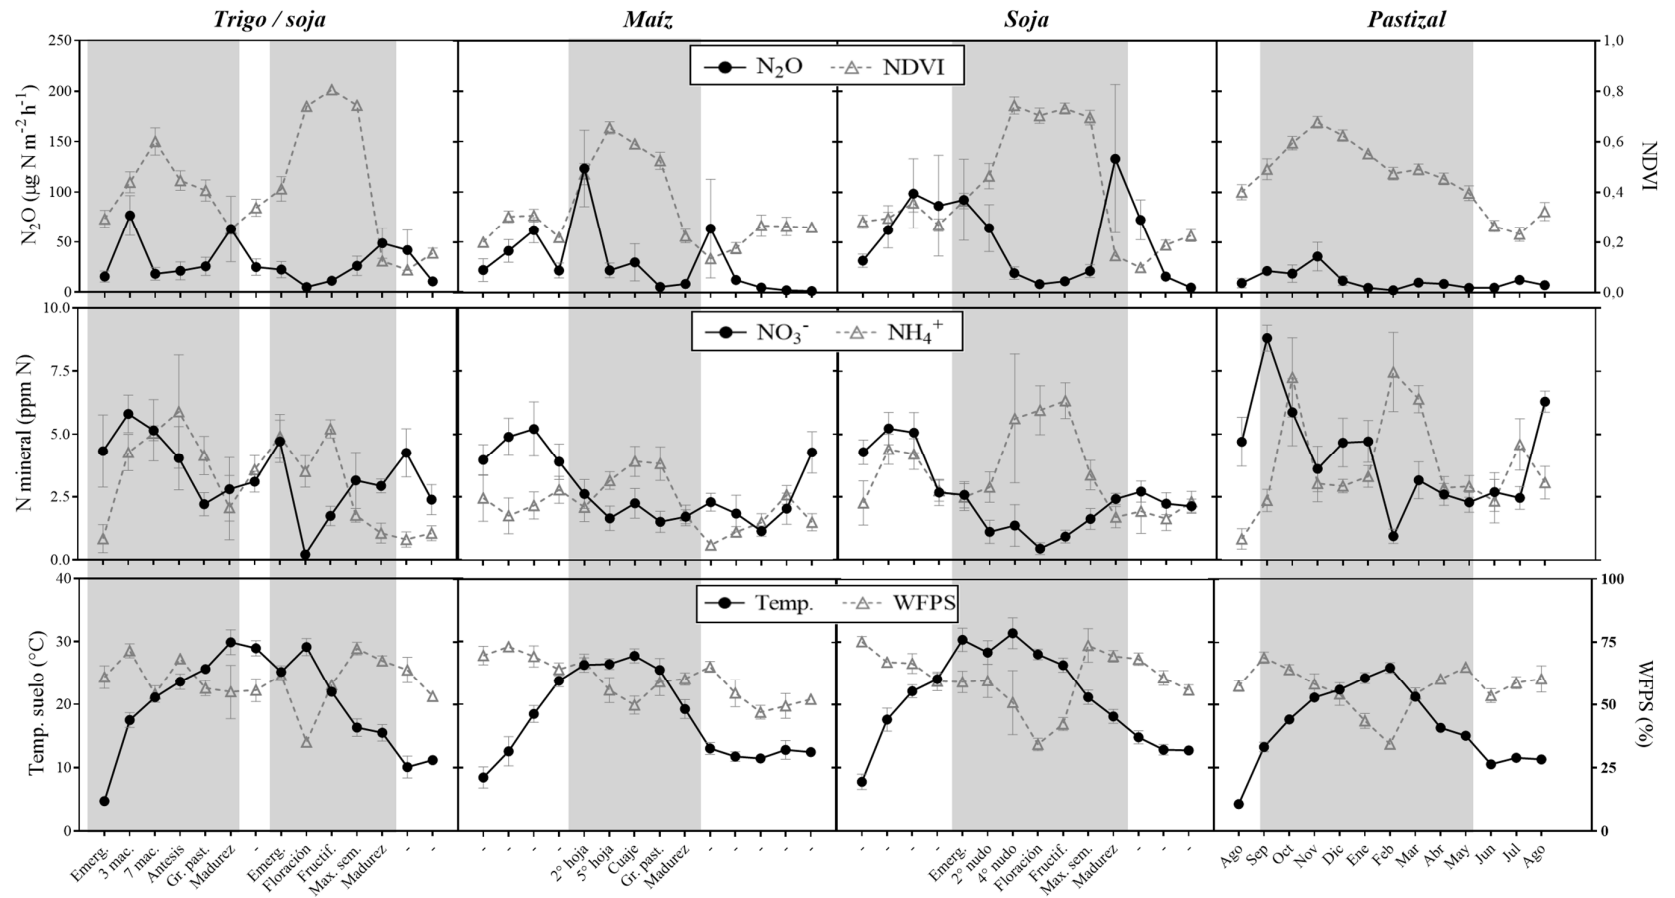 Trigo / soja Maíz Soja Pastizal
250 200 150 100 50 0
N₂O (µg N m⁻² h⁻¹)
N₂O NDVI
1.0 0.8 0.6 0.4 0.2 0.0
NDVI
10.0 7.5 5.0 2.5 0.0
N mineral (ppm N)
NO₃⁻ NH₄⁺
40 30 20 10 0
Temp. suelo (°C)
Temp. WFPS
100 75 50 25 0
WFPS (%)
Emerg. 3 mac. 7 mac. Antesis Gr. past. Madurez - Emerg. Floración Fructif. Max. sem. Madurez - -
- - - - 2° hoja 5° hoja Cuaje Gr. past. Madurez - - - - -
- - - - Emerg. 2° nudo 4° nudo Floración Fructif. Max. sem. Madurez - - -
Ago Sep Oct Nov Dic Ene Feb Mar Abr May Jun Jul Ago